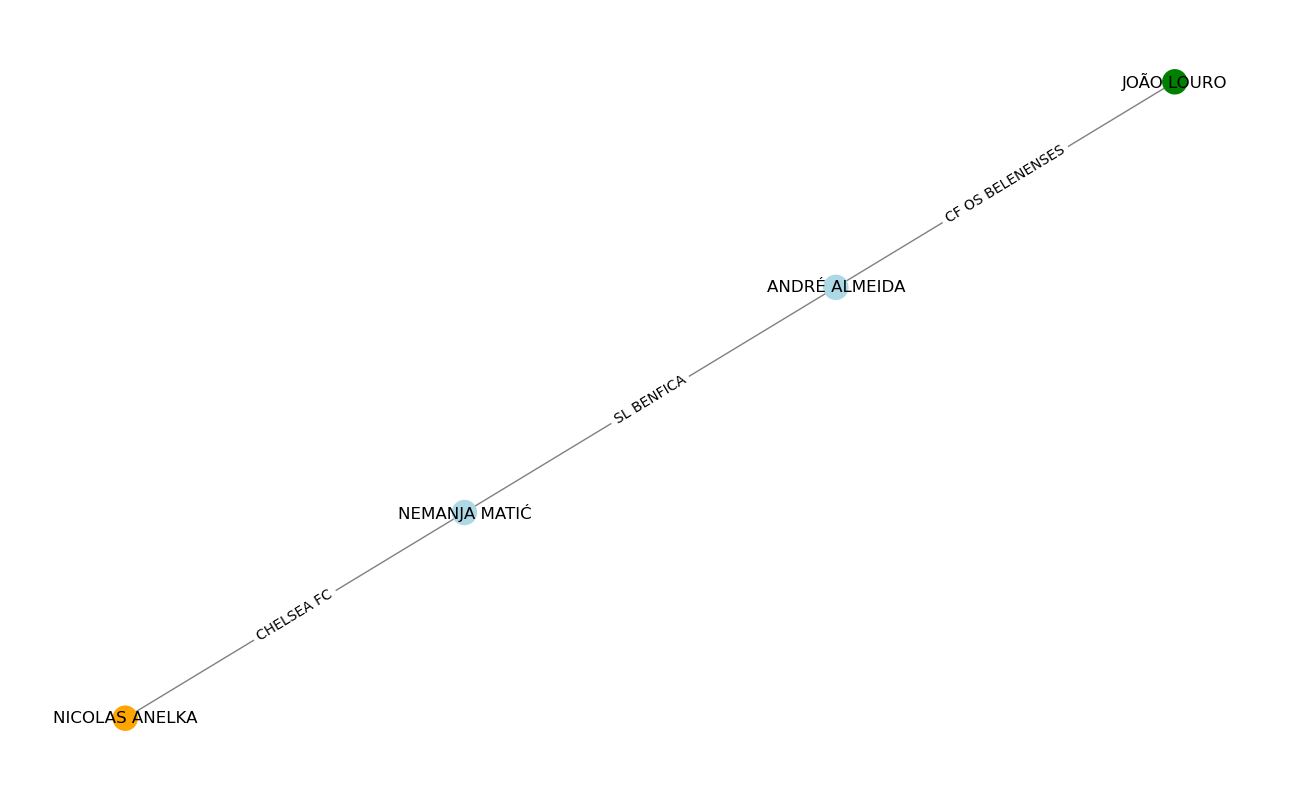 JOÃO LOURO
CF OS BELENENSES
ANDRÉ ALMEIDA
SL BENFICA
NEMANJA MATIĆ
CHELSEA FC
NICOLAS ANELKA